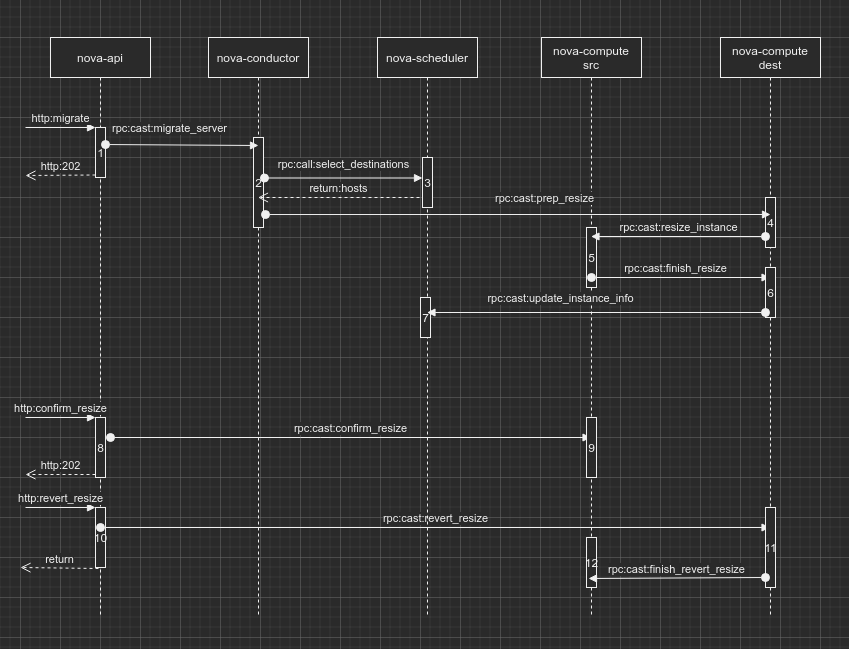 nova-api
nova-conductor
nova-scheduler
nova-compute
src
nova-compute
dest
http:migrate
rpc:cast:migrate_server
1
http:202
2
rpc:call:select_destinations
3
return:hosts
rpc:cast:prep_resize
4
rpc:cast:resize_instance
5
rpc:cast:finish_resize
6
rpc:cast:update_instance_info
7
http:confirm_resize
rpc:cast:confirm_resize
8
9
http:202
http:revert_resize
rpc:cast:revert_resize
10
11
return
12
rpc:cast:finish_revert_resize